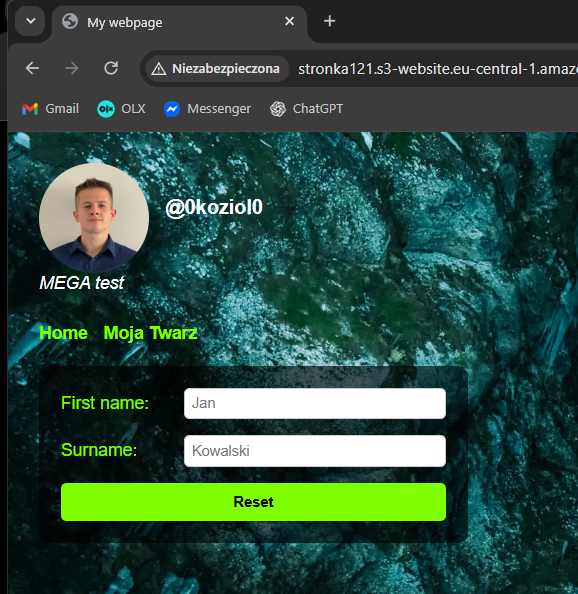 My webpage
Niezabezpieczona stronka121.s3-website.eu-central-1.amazo
Gmail OLX Messenger ChatGPT
@0koziol0
MEGA test
Home Moja Twarz
First name: Jan
Surname: Kowalski
Reset